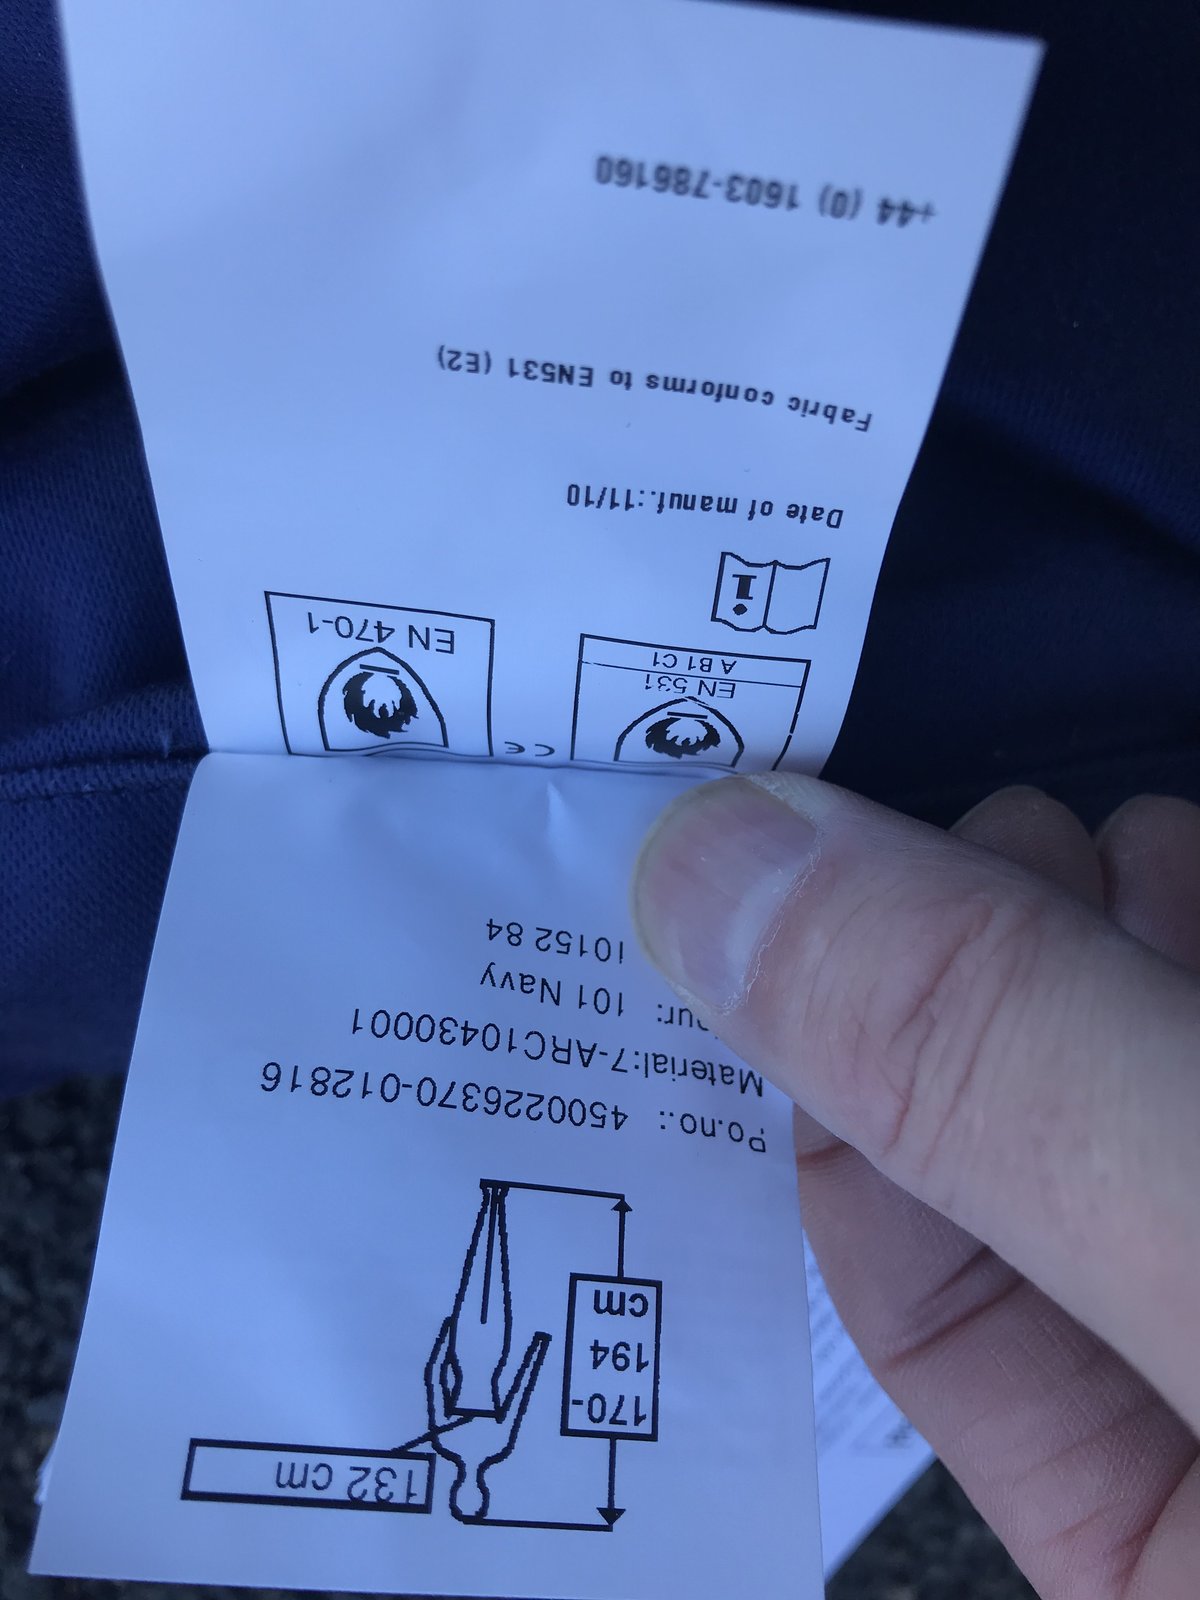 132 cm
170-
194
cm
Po.no.: 4500226370-012816
Material:7-ARC10430001
our: 101 Navy
10152 84
CE
EN 531
A B1 C1
EN 470-1
i
Date of manuf.:11/10
Fabric conforms to EN531 (E2)
+44 (0) 1603-786160